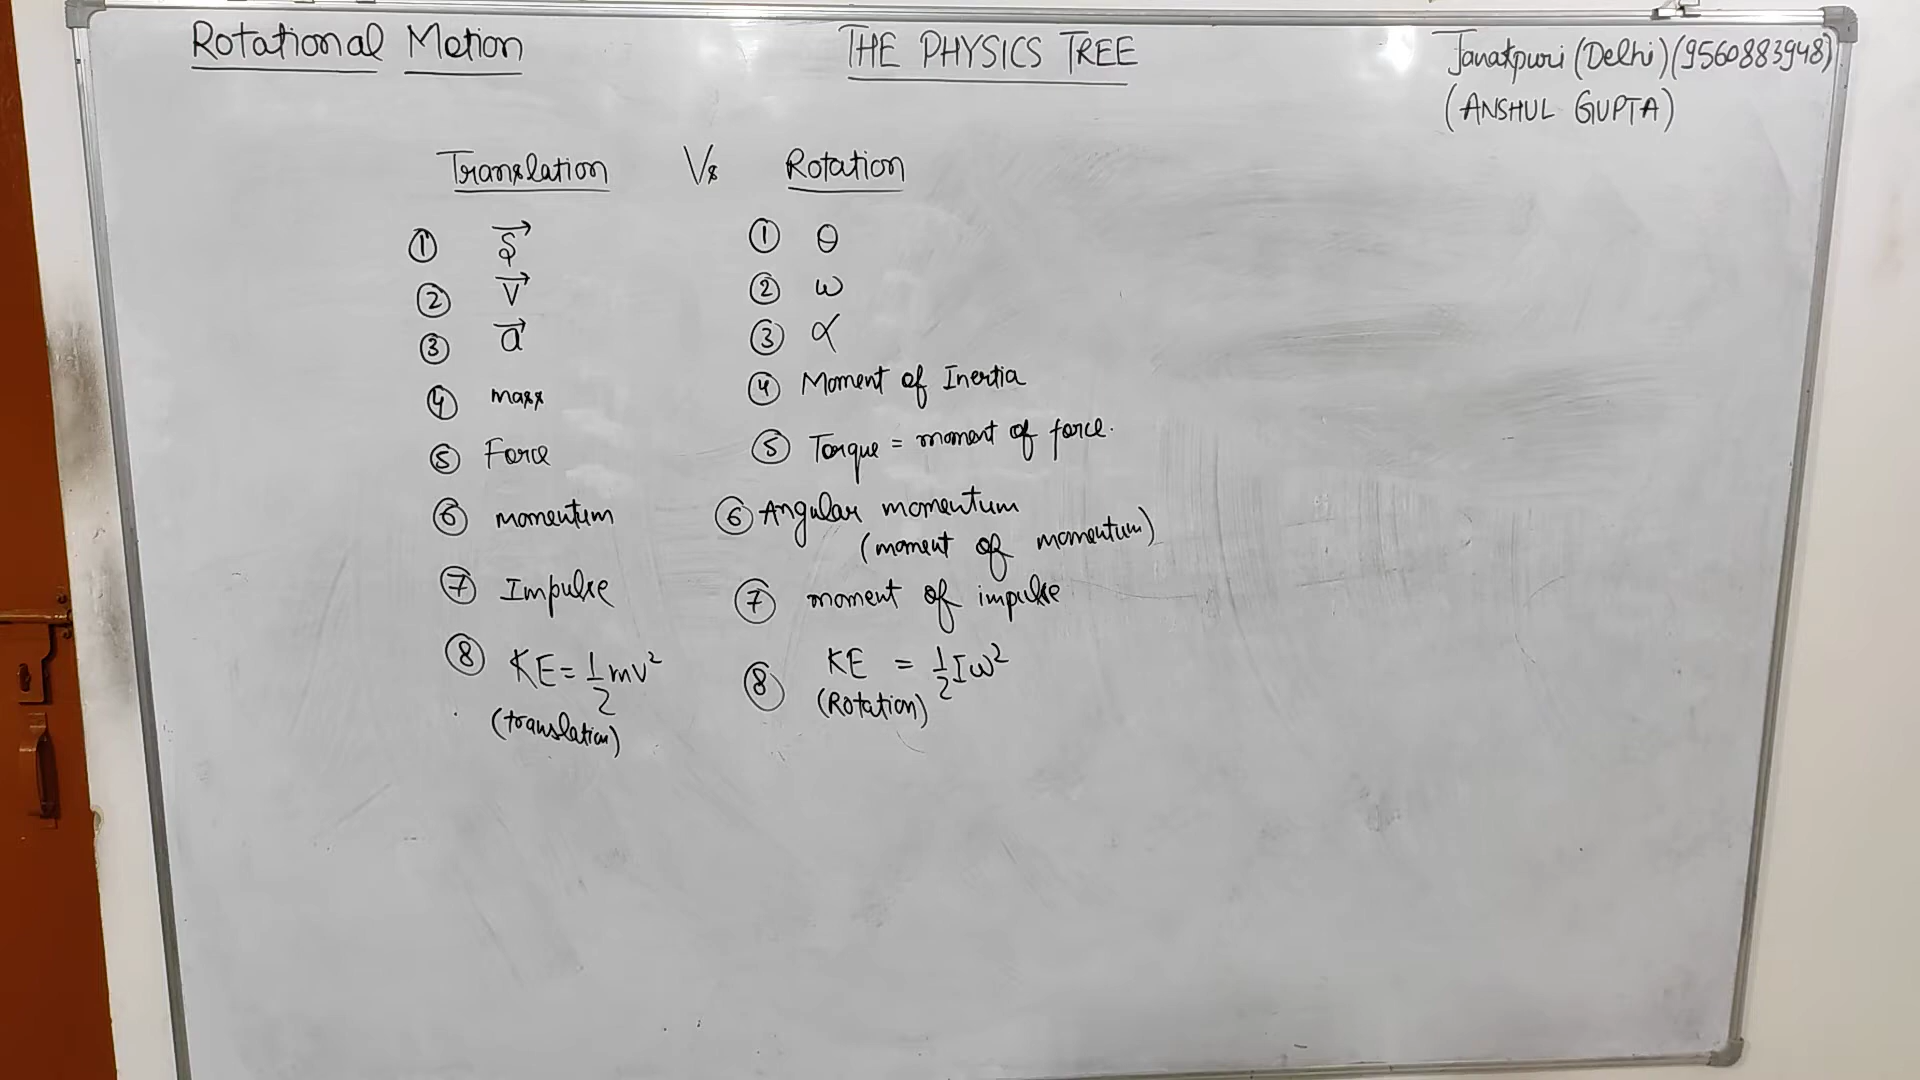 Rotational Motion THE PHYSICS TREE Janakpuri (Delhi) (9560883948)
(ANSHUL GUPTA)
Translation Vs Rotation
① s⃗ ① θ
② v⃗ ② ω
③ a⃗ ③ α
④ mass ④ Moment of Inertia
⑤ Force ⑤ Torque = moment of force.
⑥ momentum ⑥ Angular momentum
(moment of momentum)
⑦ Impulse ⑦ moment of impulse
⑧ KE = 1/2 mv² ⑧ KE = 1/2 Iω²
(translation) (Rotation)